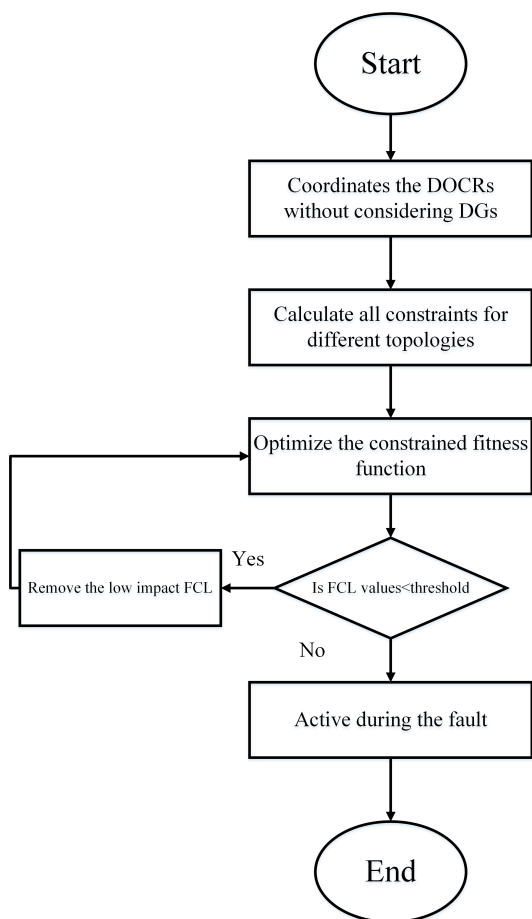 Start
Coordinates the DOCRs
without considering DGs
Calculate all constraints for
different topologies
Optimize the constrained fitness
function
Yes
Remove the low impact FCL
Is FCL values<threshold
No
Active during the fault
End